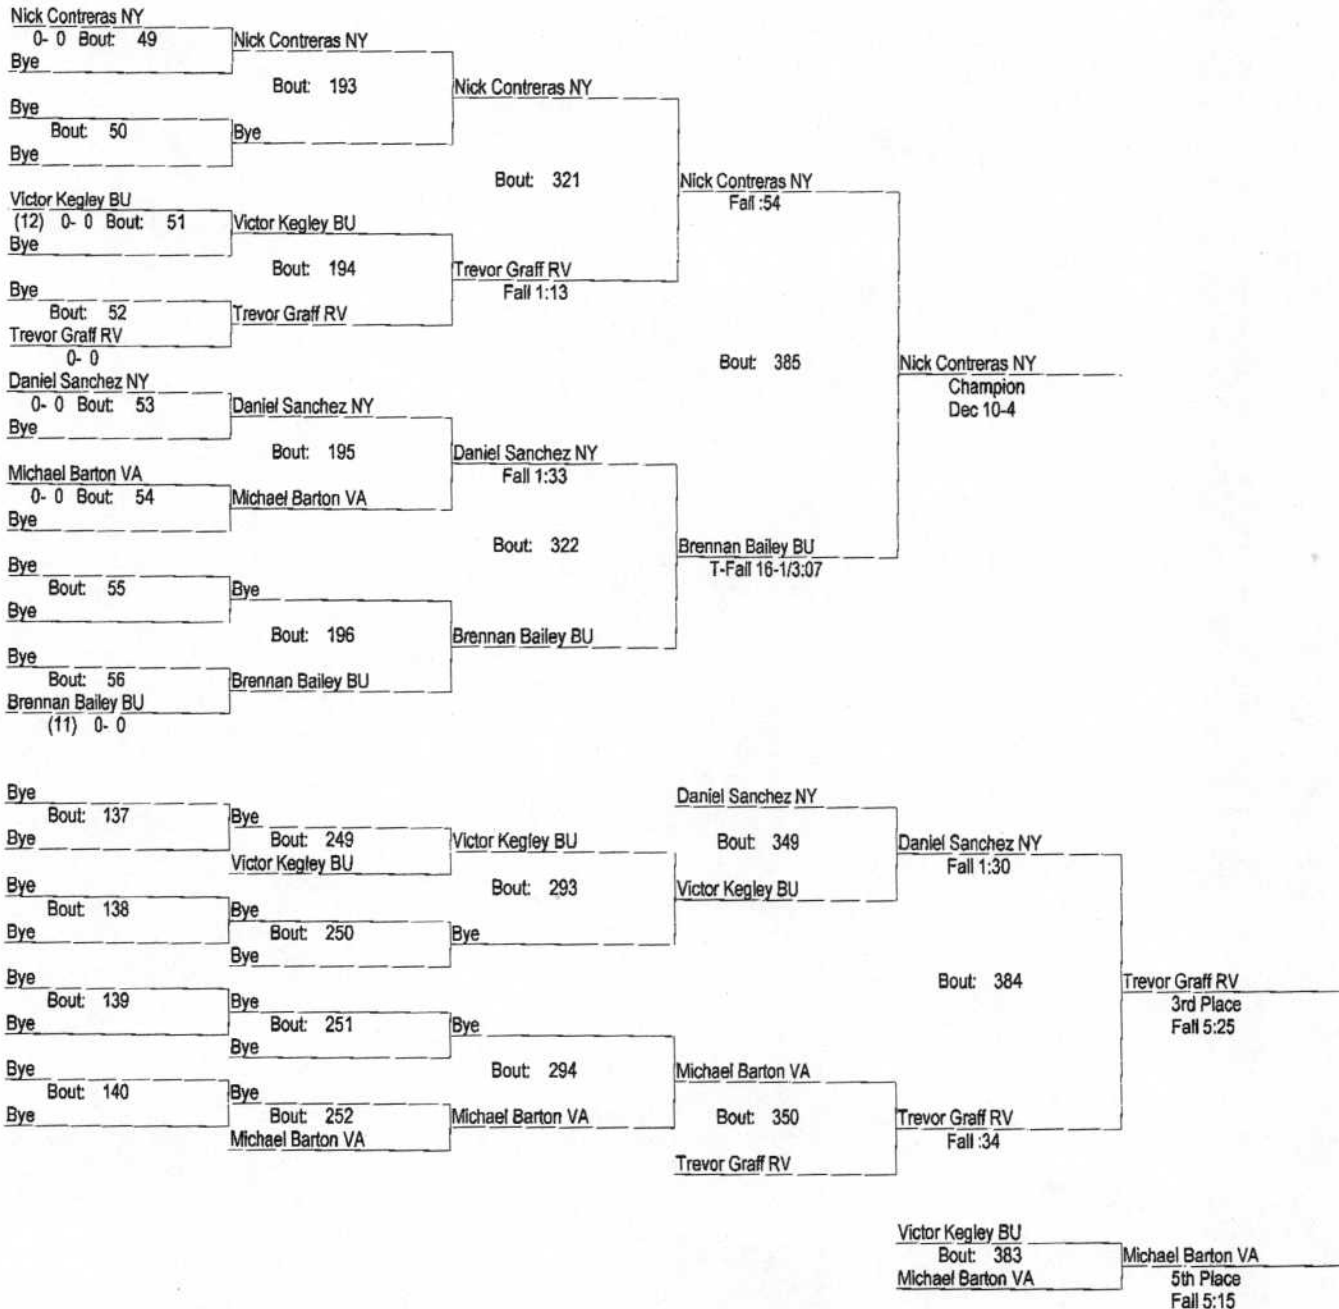 Nick Contreras NY
0- 0 Bout: 49
Bye
Bye
Bout: 50
Bye
Victor Kegley BU
(12) 0- 0 Bout: 51
Bye
Bye
Bout: 52
Trevor Graff RV
0- 0
Daniel Sanchez NY
0- 0 Bout: 53
Bye
Michael Barton VA
0- 0 Bout: 54
Bye
Bye
Bout: 55
Bye
Bye
Bout: 56
Brennan Bailey BU
(11) 0- 0
Nick Contreras NY
Bout: 193
Bye
Victor Kegley BU
Bout: 194
Trevor Graff RV
Daniel Sanchez NY
Bout: 195
Michael Barton VA
Bye
Bout: 196
Brennan Bailey BU
Nick Contreras NY
Bout: 321
Trevor Graff RV
Fall 1:13
Daniel Sanchez NY
Fall 1:33
Bout: 322
Brennan Bailey BU
Nick Contreras NY
Fall :54
Bout: 385
Brennan Bailey BU
T-Fall 16-1/3:07
Nick Contreras NY
Champion
Dec 10-4
Bye
Bout: 137
Bye
Bye
Bout: 138
Bye
Bye
Bout: 139
Bye
Bye
Bout: 140
Bye
Bye
Bout: 249
Victor Kegley BU
Bye
Bout: 250
Bye
Bye
Bout: 251
Bye
Bye
Bout: 252
Michael Barton VA
Victor Kegley BU
Bout: 293
Bye
Bye
Bout: 294
Michael Barton VA
Daniel Sanchez NY
Bout: 349
Victor Kegley BU
Michael Barton VA
Bout: 350
Trevor Graff RV
Daniel Sanchez NY
Fall 1:30
Bout: 384
Trevor Graff RV
Fall :34
Trevor Graff RV
3rd Place
Fall 5:25
Victor Kegley BU
Bout: 383
Michael Barton VA
Michael Barton VA
5th Place
Fall 5:15